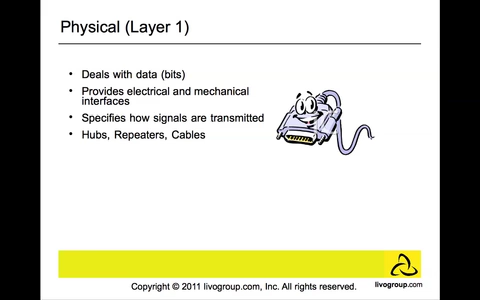 Physical (Layer 1)
• Deals with data (bits)
• Provides electrical and mechanical
interfaces
• Specifies how signals are transmitted
• Hubs, Repeaters, Cables
Copyright © 2011 livogroup.com, Inc. All rights reserved.
livogroup.com